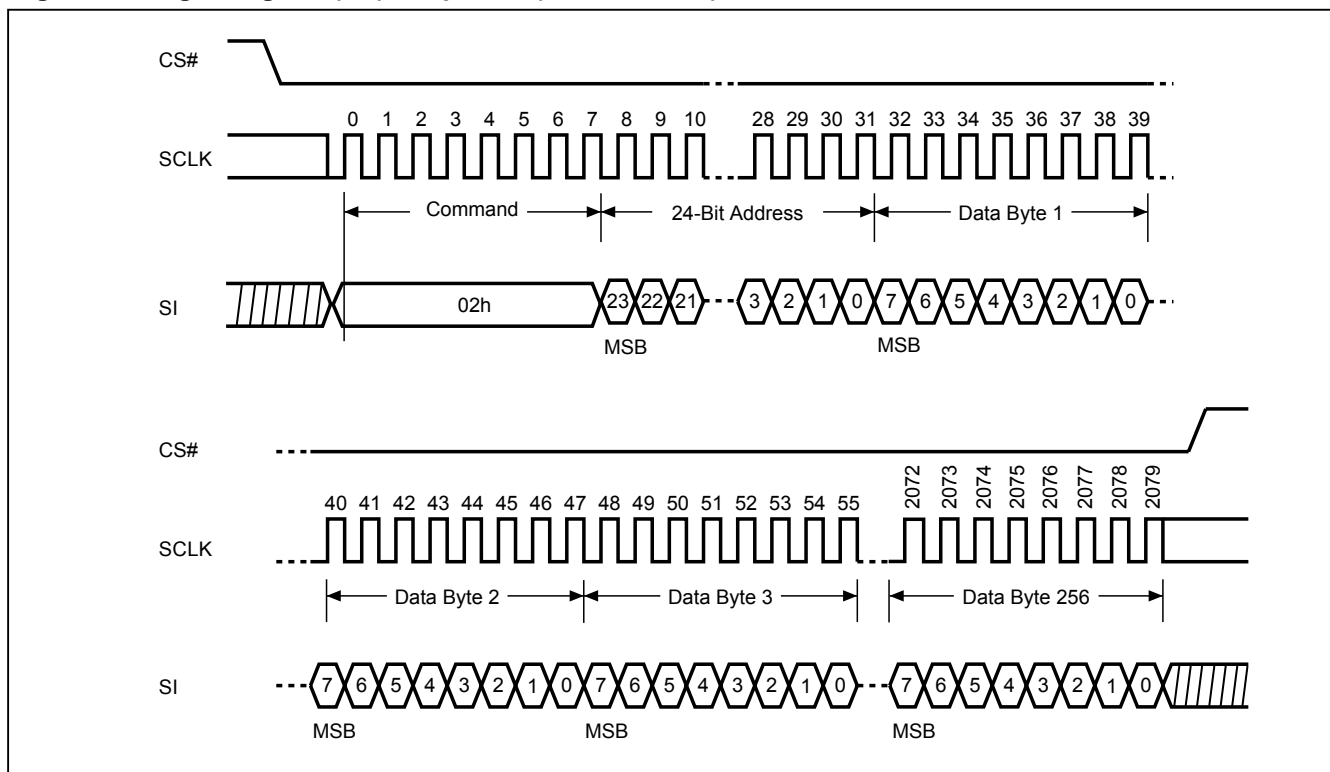 CS#
0 1 2 3 4 5 6 7 8 9 10 28 29 30 31 32 33 34 35 36 37 38 39
SCLK
Command 24-Bit Address Data Byte 1
SI 02h 23 22 21 3 2 1 0 7 6 5 4 3 2 1 0
MSB MSB
CS#
40 41 42 43 44 45 46 47 48 49 50 51 52 53 54 55 2072 2073 2074 2075 2076 2077 2078 2079
SCLK
Data Byte 2 Data Byte 3 Data Byte 256
SI 7 6 5 4 3 2 1 0 7 6 5 4 3 2 1 0 7 6 5 4 3 2 1 0
MSB MSB MSB